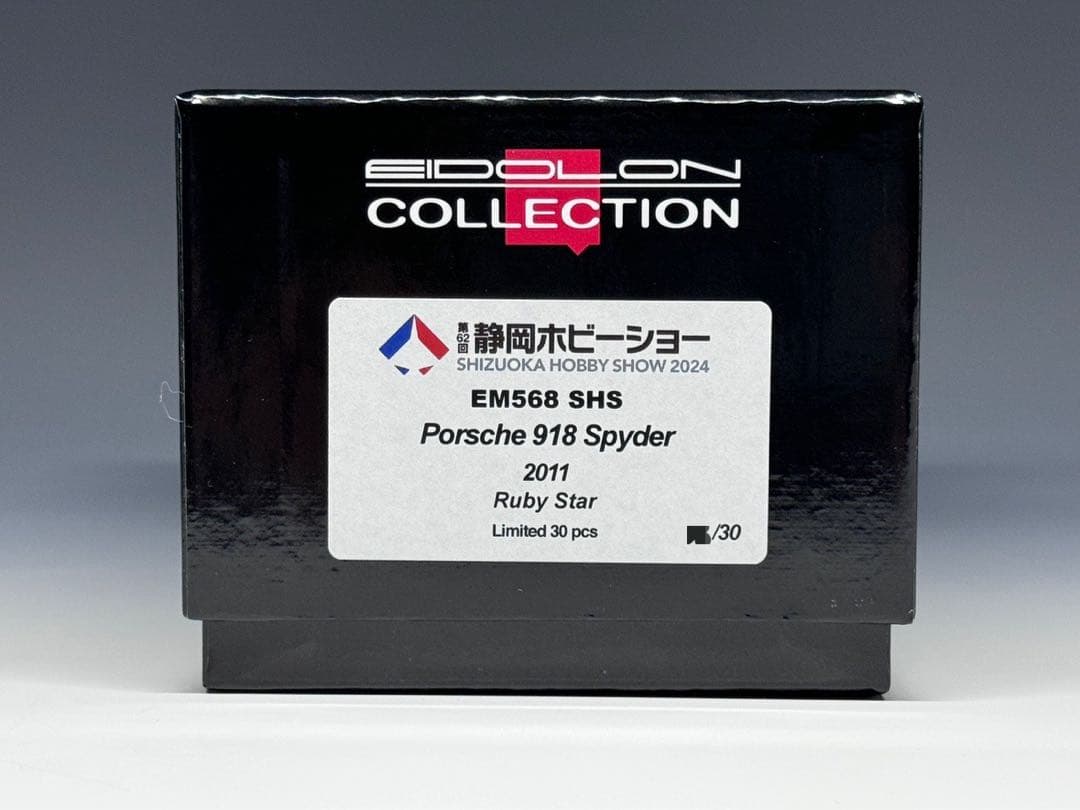 EIDOLON
COLLECTION
第62回 静岡ホビーショー
SHIZUOKA HOBBY SHOW 2024
EM568 SHS
Porsche 918 Spyder
2011
Ruby Star
Limited 30 pcs /30